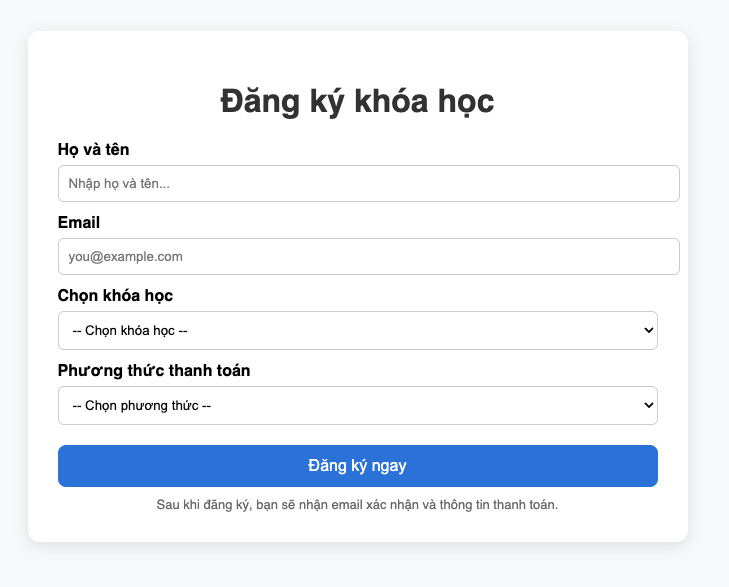 Đăng ký khóa học
Họ và tên
Nhập họ và tên...
Email
you@example.com
Chọn khóa học
-- Chọn khóa học --
Phương thức thanh toán
-- Chọn phương thức --
Đăng ký ngay
Sau khi đăng ký, bạn sẽ nhận email xác nhận và thông tin thanh toán.